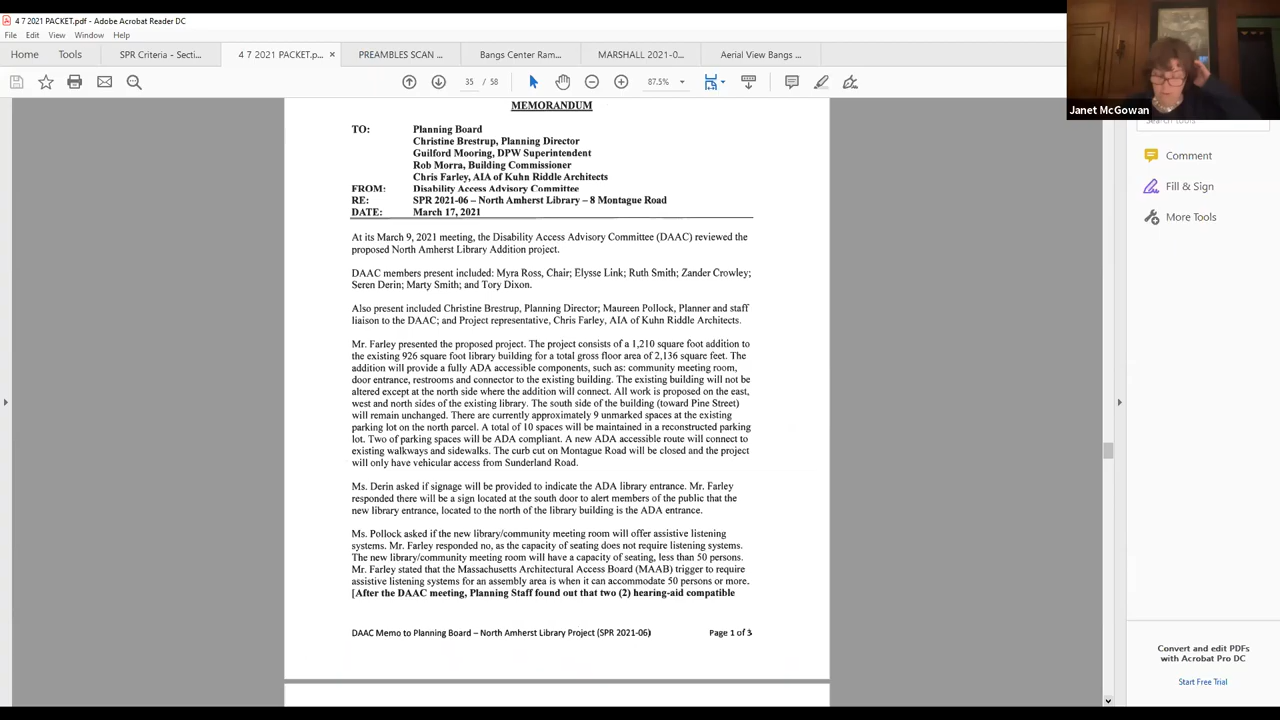 4 7 2021 PACKET.pdf - Adobe Acrobat Reader DC
File Edit View Window Help
Home Tools SPR Criteria - Secti... 4 7 2021 PACKET.p... × PREAMBLES SCAN ... Bangs Center Ram... MARSHALL 2021-0... Aerial View Bangs ...
35 / 58 87.5%
Janet McGowan
Search tools
Comment
Fill & Sign
More Tools
MEMORANDUM
TO: Planning Board
Christine Brestrup, Planning Director
Guilford Mooring, DPW Superintendent
Rob Morra, Building Commissioner
Chris Farley, AIA of Kuhn Riddle Architects
FROM: Disability Access Advisory Committee
RE: SPR 2021-06 – North Amherst Library – 8 Montague Road
DATE: March 17, 2021
At its March 9, 2021 meeting, the Disability Access Advisory Committee (DAAC) reviewed the
proposed North Amherst Library Addition project.
DAAC members present included: Myra Ross, Chair; Elysse Link; Ruth Smith; Zander Crowley;
Seren Derin; Marty Smith; and Tory Dixon.
Also present included Christine Brestrup, Planning Director; Maureen Pollock, Planner and staff
liaison to the DAAC; and Project representative, Chris Farley, AIA of Kuhn Riddle Architects.
Mr. Farley presented the proposed project. The project consists of a 1,210 square foot addition to
the existing 926 square foot library building for a total gross floor area of 2,136 square feet. The
addition will provide a fully ADA accessible components, such as: community meeting room,
door entrance, restrooms and connector to the existing building. The existing building will not be
altered except at the north side where the addition will connect. All work is proposed on the east,
west and north sides of the existing library. The south side of the building (toward Pine Street)
will remain unchanged. There are currently approximately 9 unmarked spaces at the existing
parking lot on the north parcel. A total of 10 spaces will be maintained in a reconstructed parking
lot. Two of parking spaces will be ADA compliant. A new ADA accessible route will connect to
existing walkways and sidewalks. The curb cut on Montague Road will be closed and the project
will only have vehicular access from Sunderland Road.
Ms. Derin asked if signage will be provided to indicate the ADA library entrance. Mr. Farley
responded there will be a sign located at the south door to alert members of the public that the
new library entrance, located to the north of the library building is the ADA entrance.
Ms. Pollock asked if the new library/community meeting room will offer assistive listening
systems. Mr. Farley responded no, as the capacity of seating does not require listening systems.
The new library/community meeting room will have a capacity of seating, less than 50 persons.
Mr. Farley stated that the Massachusetts Architectural Access Board (MAAB) trigger to require
assistive listening systems for an assembly area is when it can accommodate 50 persons or more.
[After the DAAC meeting, Planning Staff found out that two (2) hearing-aid compatible
DAAC Memo to Planning Board – North Amherst Library Project (SPR 2021-06) Page 1 of 3
Convert and edit PDFs
with Acrobat Pro DC
Start Free Trial